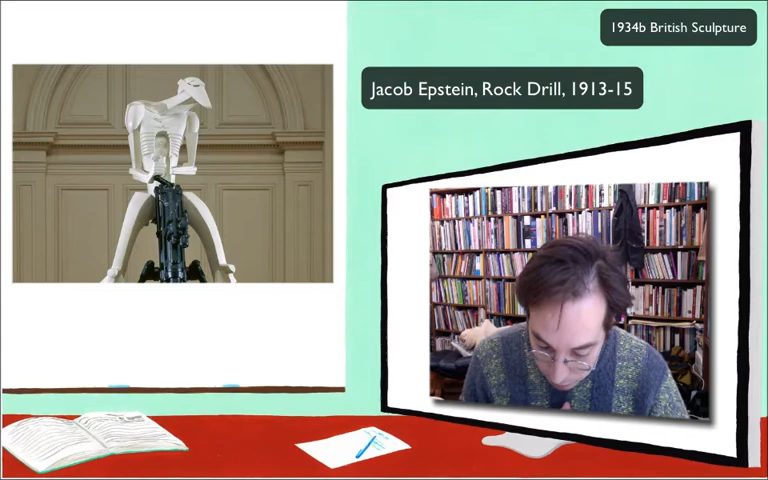 1934b British Sculpture
Jacob Epstein, Rock Drill, 1913-15